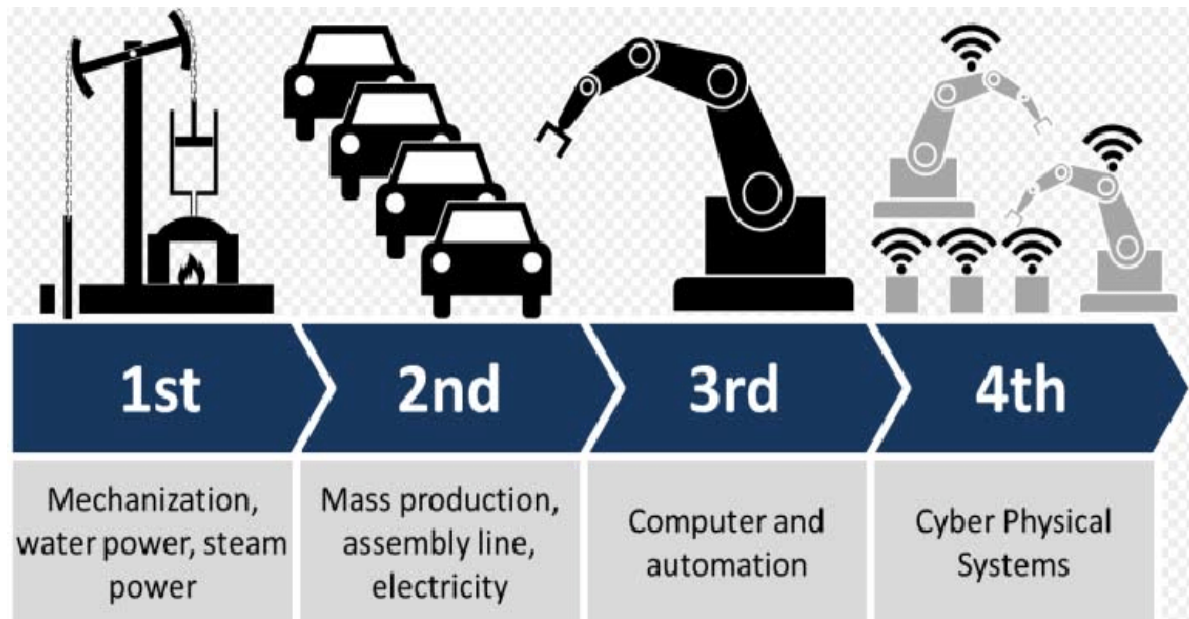 1st
2nd
3rd
4th
Mechanization,
water power, steam
power
Mass production,
assembly line,
electricity
Computer and
automation
Cyber Physical
Systems